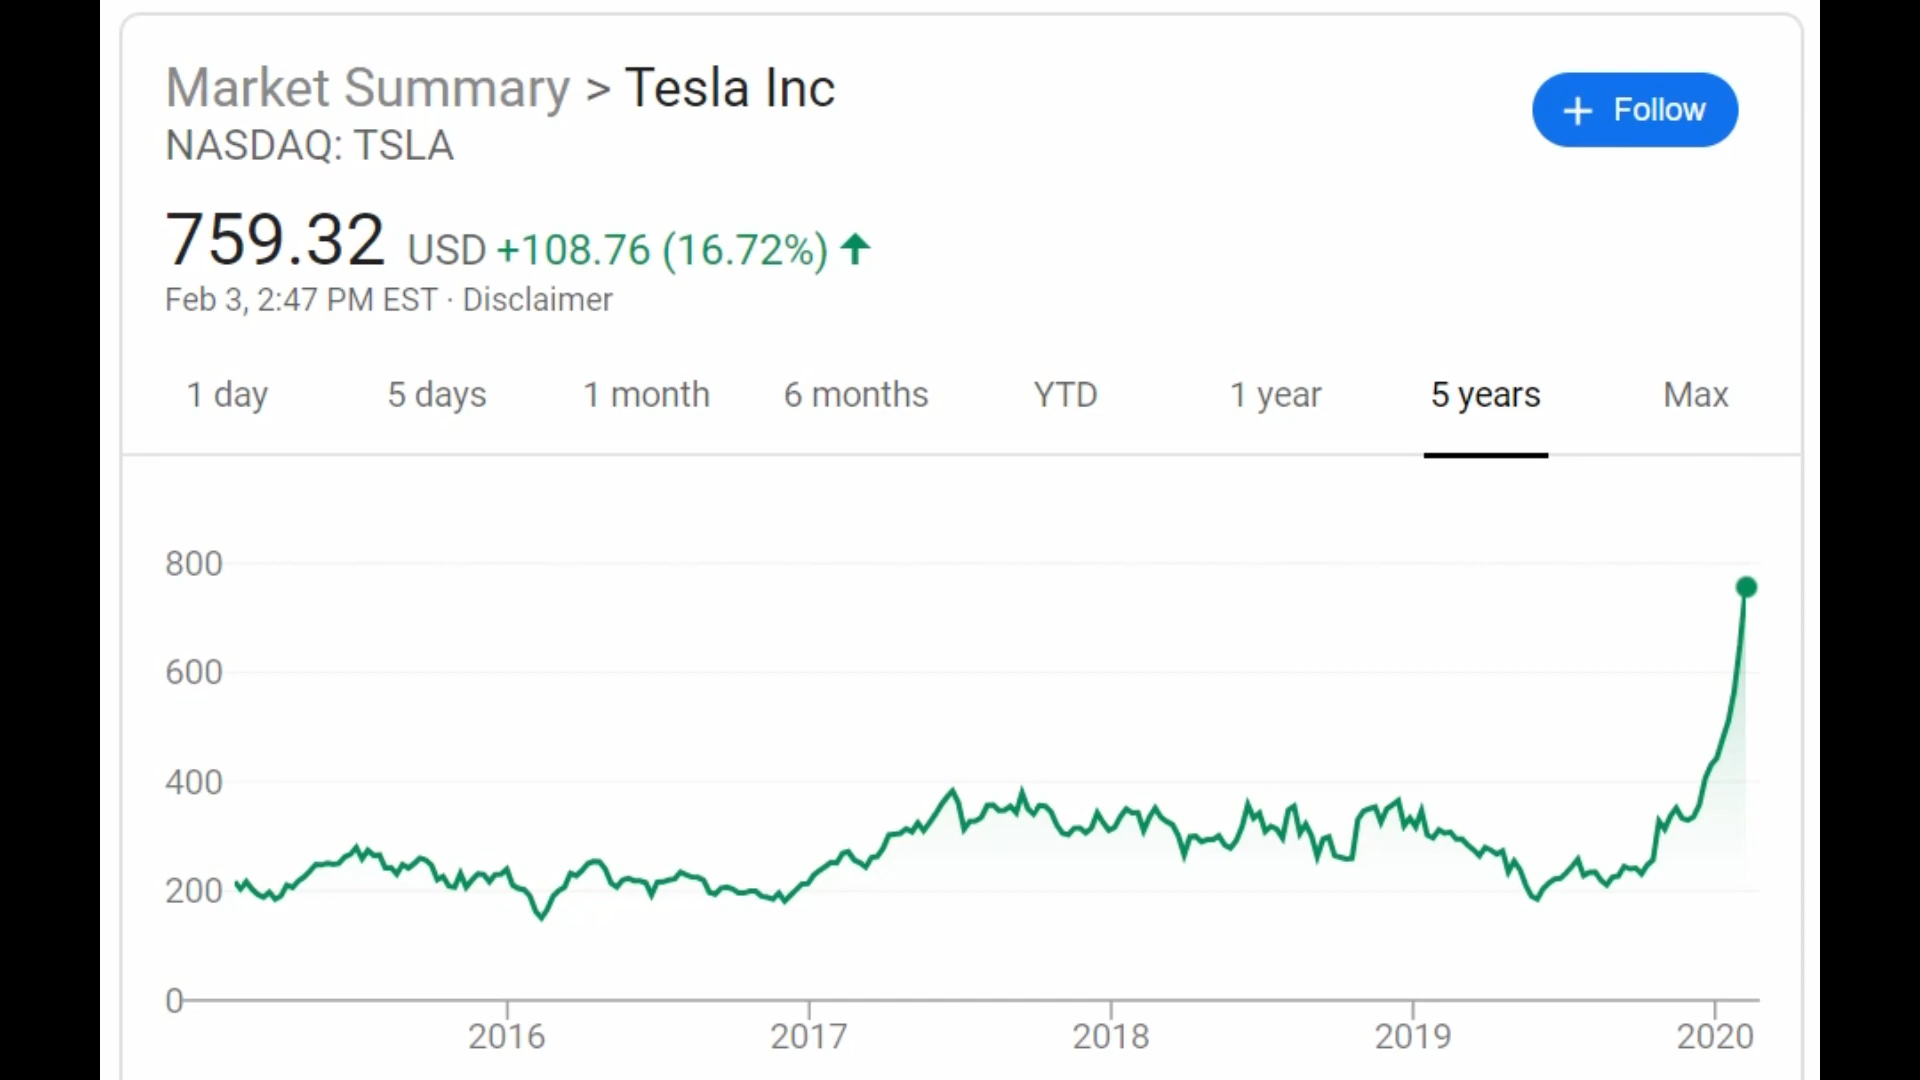 Market Summary > Tesla Inc
NASDAQ: TSLA
+ Follow
759.32 USD +108.76 (16.72%)
Feb 3, 2:47 PM EST · Disclaimer
1 day 5 days 1 month 6 months YTD 1 year 5 years Max
800
600
400
200
0
2016 2017 2018 2019 2020